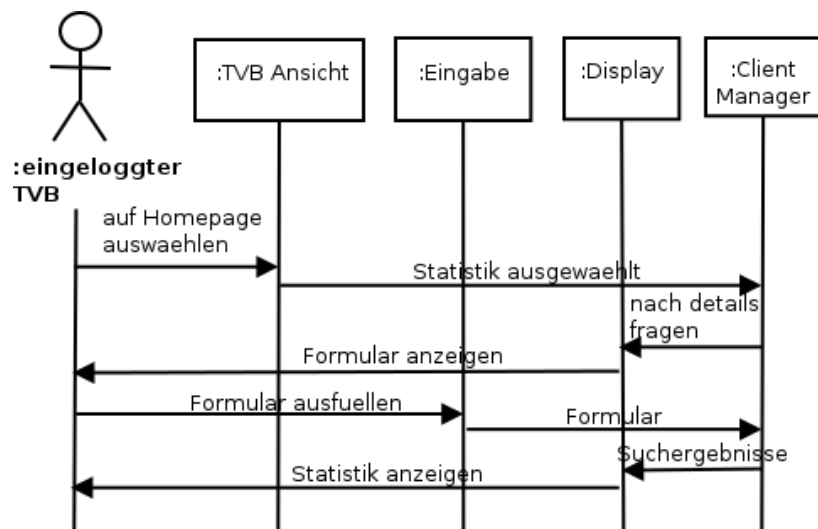 :TVB Ansicht
:Eingabe
:Display
:Client
Manager
:eingeloggter
TVB
auf Homepage
auswaehlen
Statistik ausgewaehlt
nach details
fragen
Formular anzeigen
Formular ausfuellen
Formular
Suchergebnisse
Statistik anzeigen